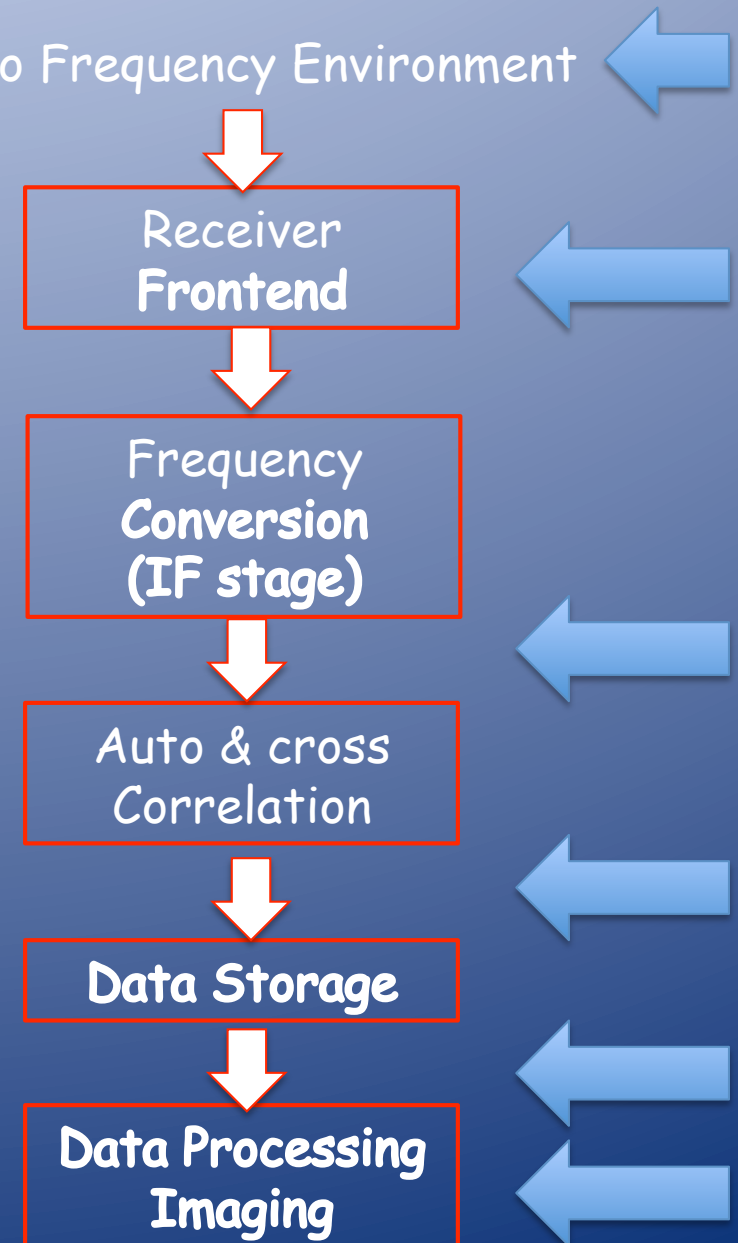 o Frequency Environment
Receiver
Frontend
Frequency
Conversion
(IF stage)
Auto & cross
Correlation
Data Storage
Data Processing
Imaging